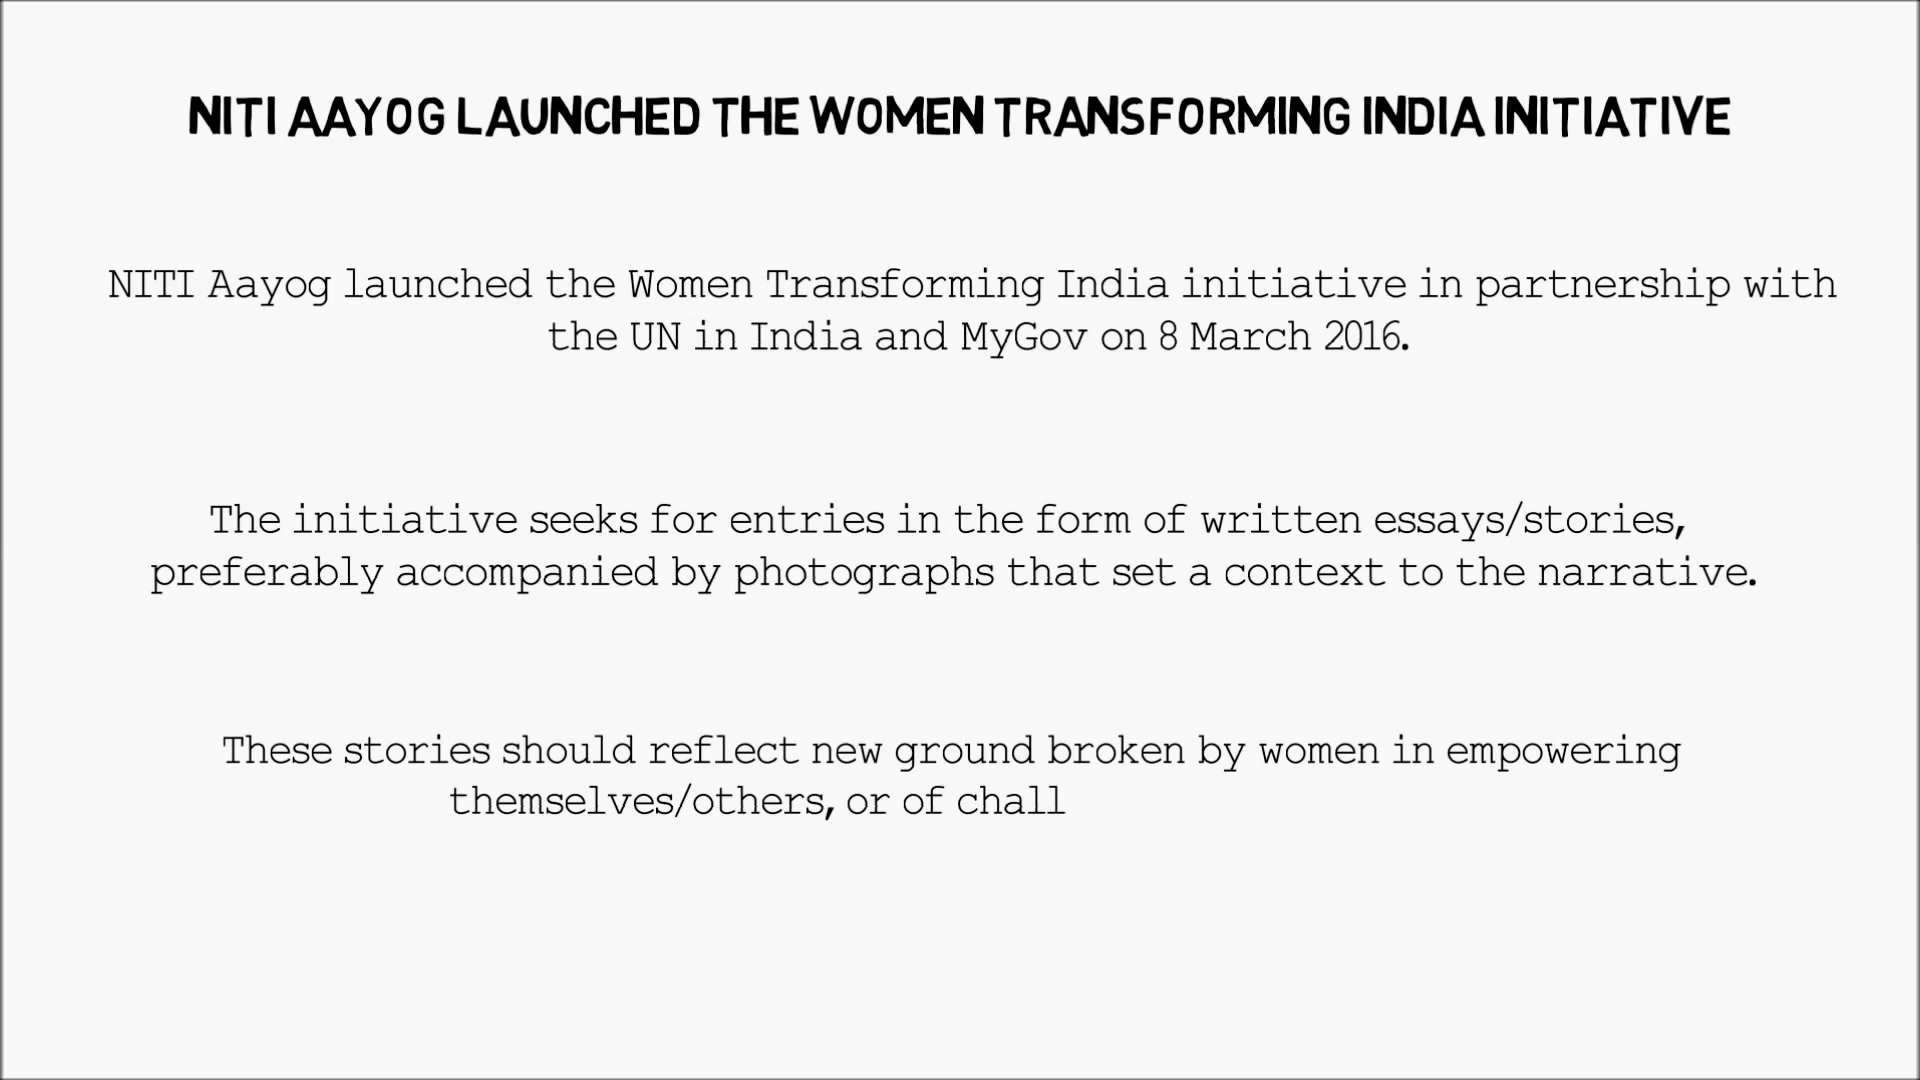 NITI AAYOG LAUNCHED THE WOMEN TRANSFORMING INDIA INITIATIVE
NITI Aayog launched the Women Transforming India initiative in partnership with
the UN in India and MyGov on 8 March 2016.
The initiative seeks for entries in the form of written essays/stories,
preferably accompanied by photographs that set a context to the narrative.
These stories should reflect new ground broken by women in empowering
themselves/others, or of chall